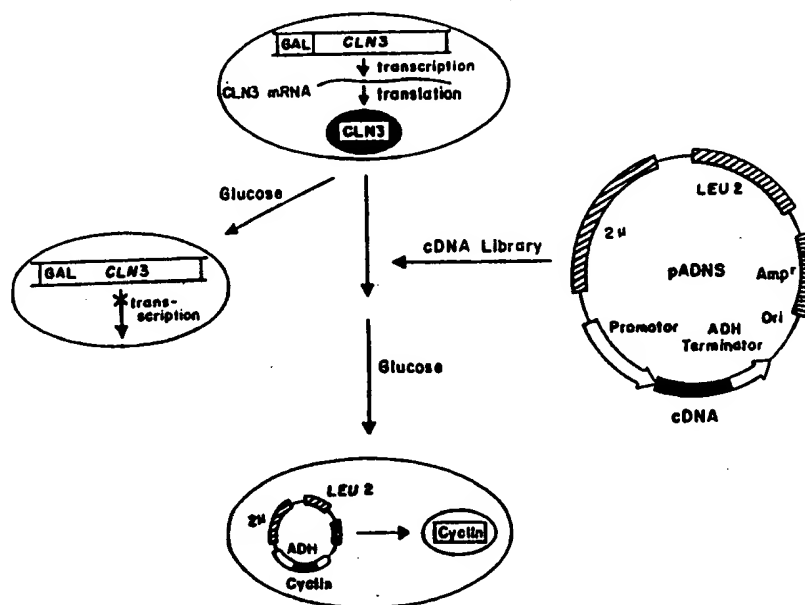 GAL CLN3
transcription
CLN3 mRNA translation
CLN3
Glucose
GAL CLN3
trans-
scription
cDNA Library
LEU 2
2µ
pADNS
Amp^r
Ori
Promotor
ADH
Terminator
cDNA
Glucose
LEU 2
2µ
ADH
Cyclin
Cyclin